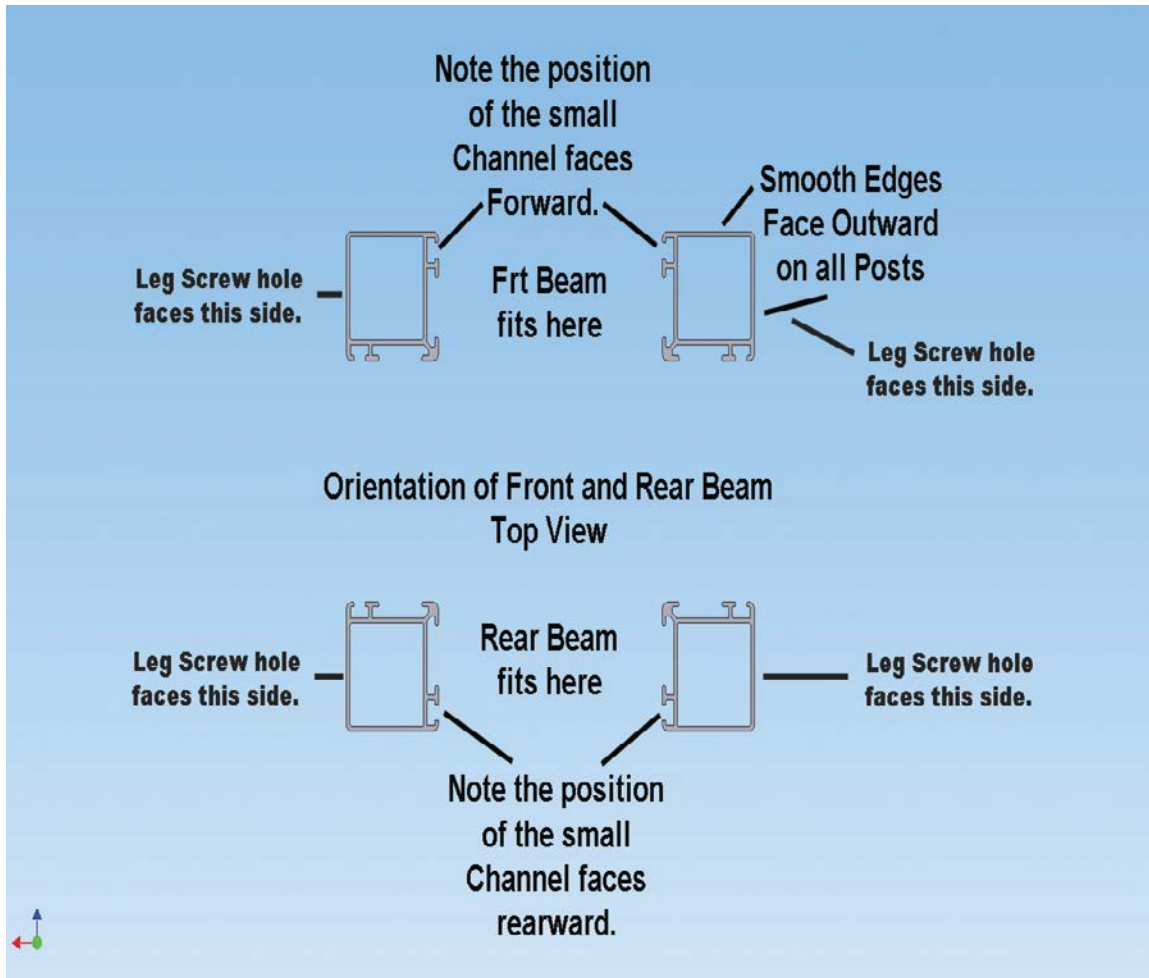 Note the position
of the small
Channel faces
Forward.
Smooth Edges
Face Outward
on all Posts
Leg Screw hole
faces this side.
Frt Beam
fits here
Leg Screw hole
faces this side.
Orientation of Front and Rear Beam
Top View
Leg Screw hole
faces this side.
Rear Beam
fits here
Leg Screw hole
faces this side.
Note the position
of the small
Channel faces
rearward.